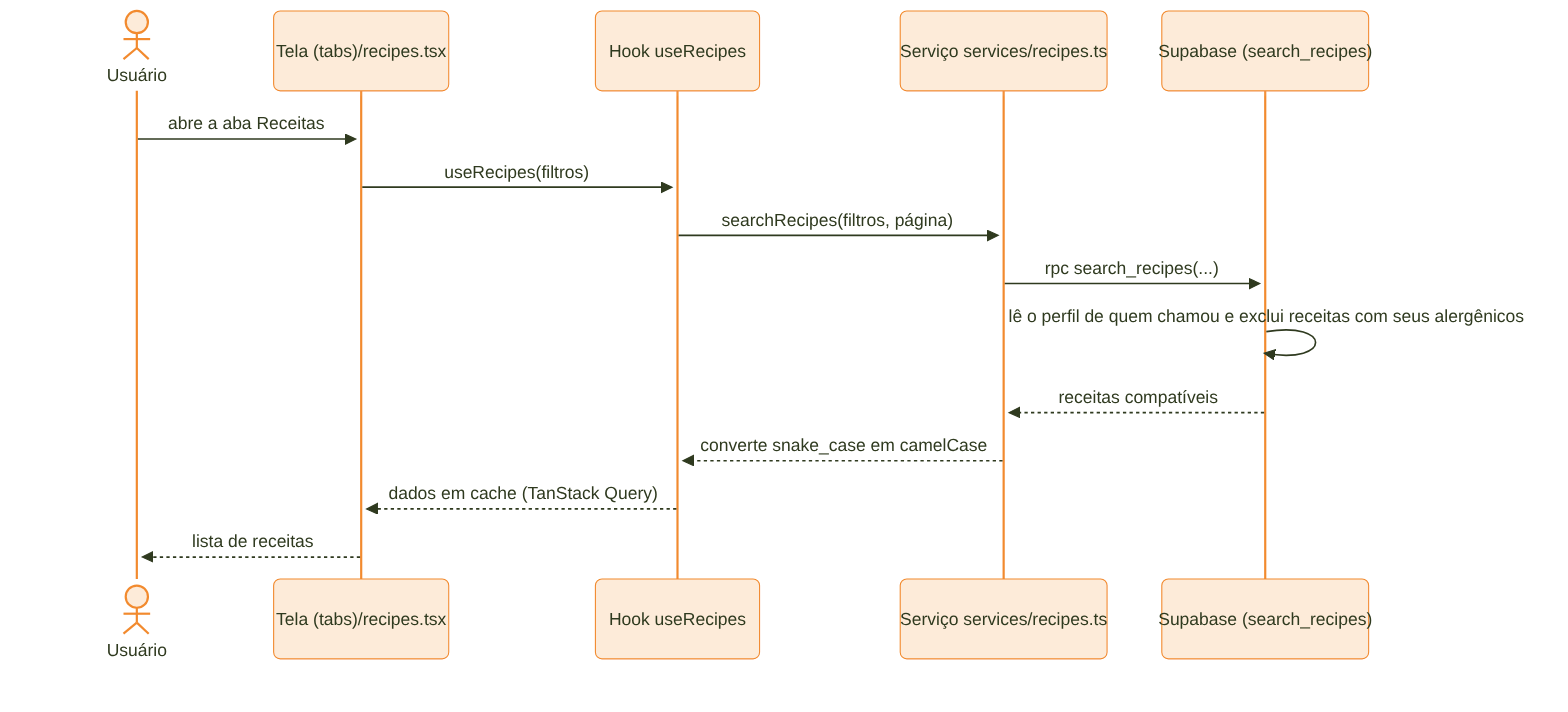 Usuário
Tela (tabs)/recipes.tsx
Hook useRecipes
Serviço services/recipes.ts
Supabase (search_recipes)
abre a aba Receitas
useRecipes(filtros)
searchRecipes(filtros, página)
rpc search_recipes(...)
lê o perfil de quem chamou e exclui receitas com seus alergênicos
receitas compatíveis
converte snake_case em camelCase
dados em cache (TanStack Query)
lista de receitas
Usuário
Tela (tabs)/recipes.tsx
Hook useRecipes
Serviço services/recipes.ts
Supabase (search_recipes)